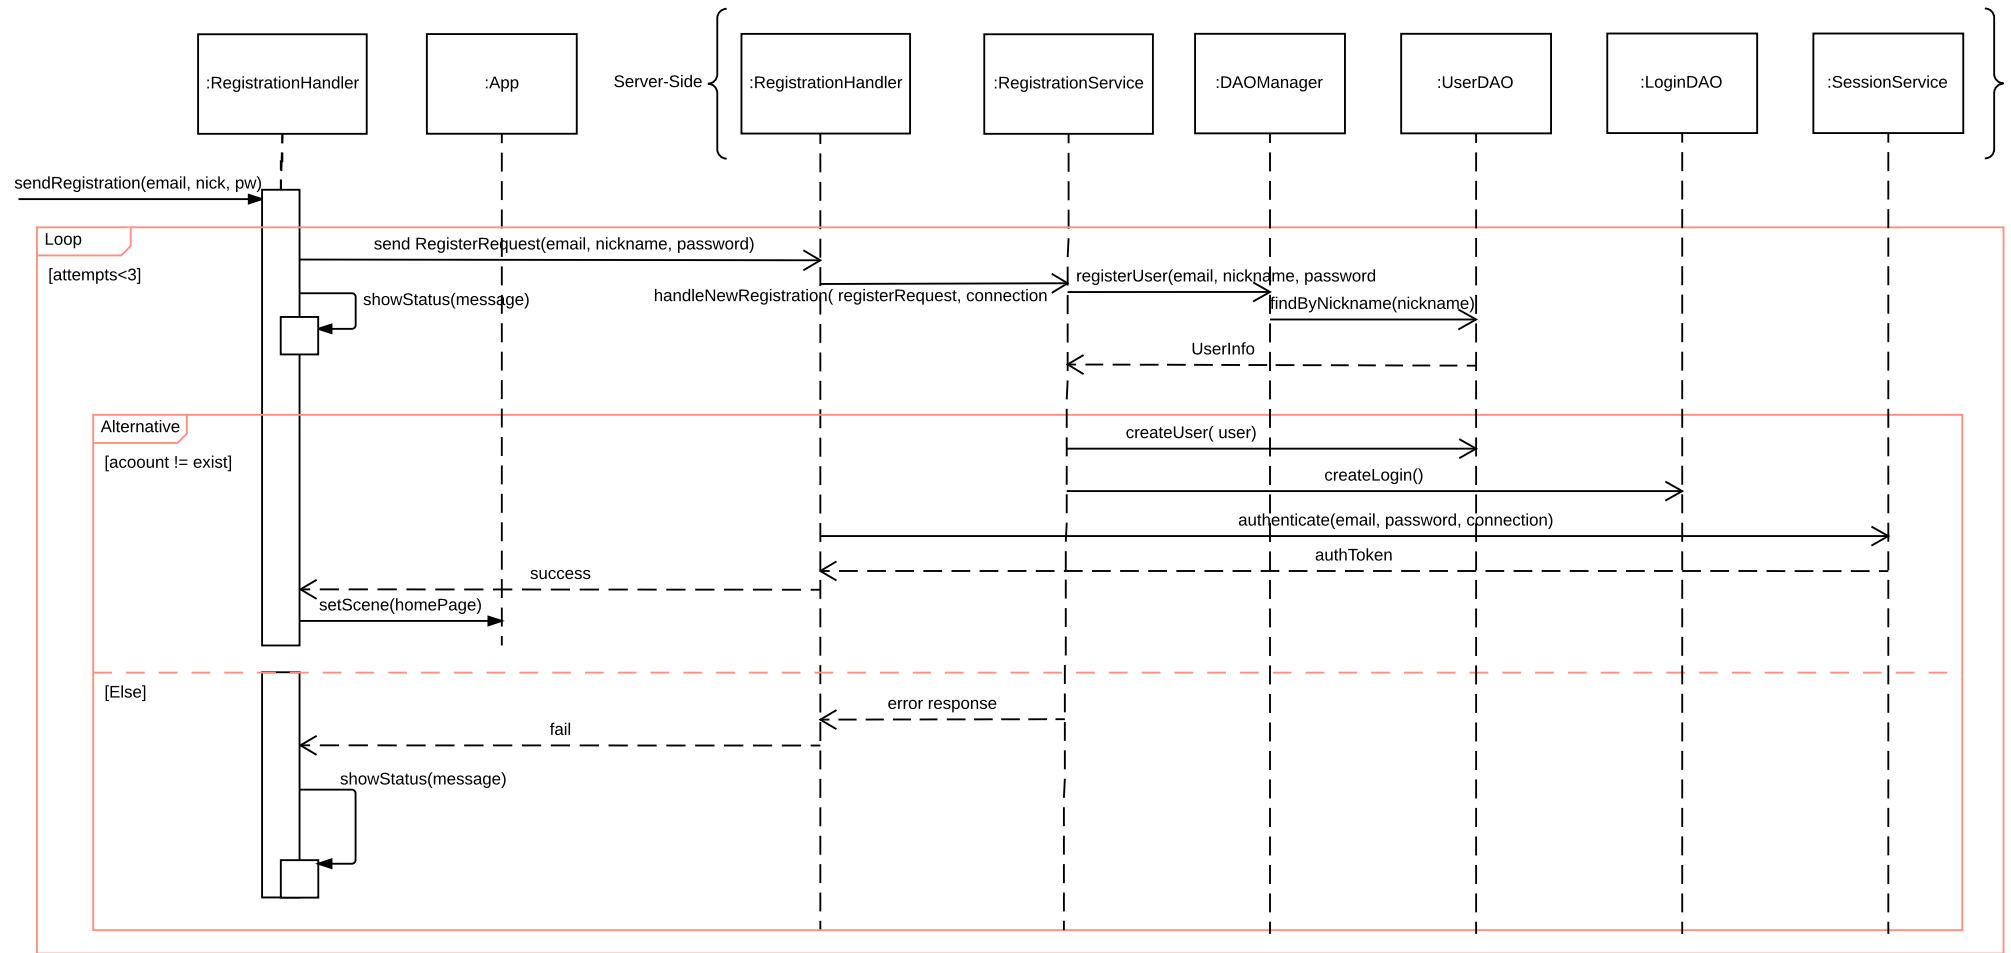 :RegistrationHandler
:App
Server-Side
:RegistrationHandler
:RegistrationService
:DAOManager
:UserDAO
:LoginDAO
:SessionService
sendRegistration(email, nick, pw)
Loop
send RegisterRequest(email, nickname, password)
[attempts<3]
registerUser(email, nickname, password
showStatus(message)
handleNewRegistration( registerRequest, connection
findByNickname(nickname)
UserInfo
Alternative
createUser( user)
[acoount != exist]
createLogin()
authenticate(email, password, connection)
authToken
success
setScene(homePage)
[Else]
error response
fail
showStatus(message)